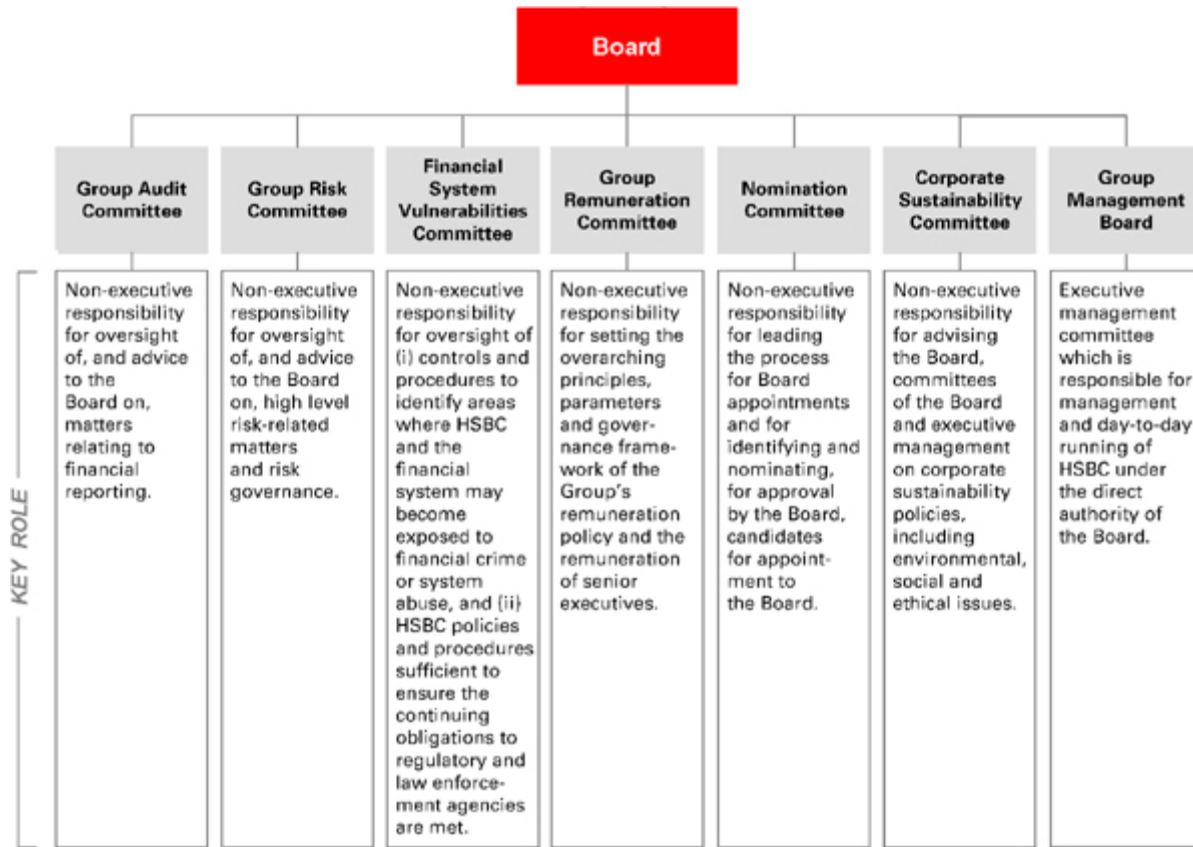 Board
Group Audit
Committee
Group Risk
Committee
Financial
System
Vulnerabilities
Committee
Group
Remuneration
Committee
Nomination
Committee
Corporate
Sustainability
Committee
Group
Management
Board
KEY ROLE
Non-executive
responsibility
for oversight
of, and advice
to the
Board on,
matters
relating to
financial
reporting.
Non-executive
responsibility
for oversight
of, and advice
to the Board
on, high level
risk-related
matters
and risk
governance.
Non-executive
responsibility
for oversight of
(i) controls and
procedures to
identify areas
where HSBC
and the
financial
system may
become
exposed to
financial crime
or system
abuse, and (ii)
HSBC policies
and procedures
sufficient to
ensure the
continuing
obligations to
regulatory and
law enforce-
ment agencies
are met.
Non-executive
responsibility
for setting the
overarching
principles,
parameters
and gover-
nance frame-
work of the
Group's
remuneration
policy and the
remuneration
of senior
executives.
Non-executive
responsibility
for leading
the process
for Board
appointments
and for
identifying and
nominating,
for approval
by the Board,
candidates
for appoint-
ment to
the Board.
Non-executive
responsibility
for advising
the Board,
committees
of the Board
and executive
management
on corporate
sustainability
policies,
including
environmental,
social and
ethical issues.
Executive
management
committee
which is
responsible for
management
and day-to-day
running of
HSBC under
the direct
authority of
the Board.